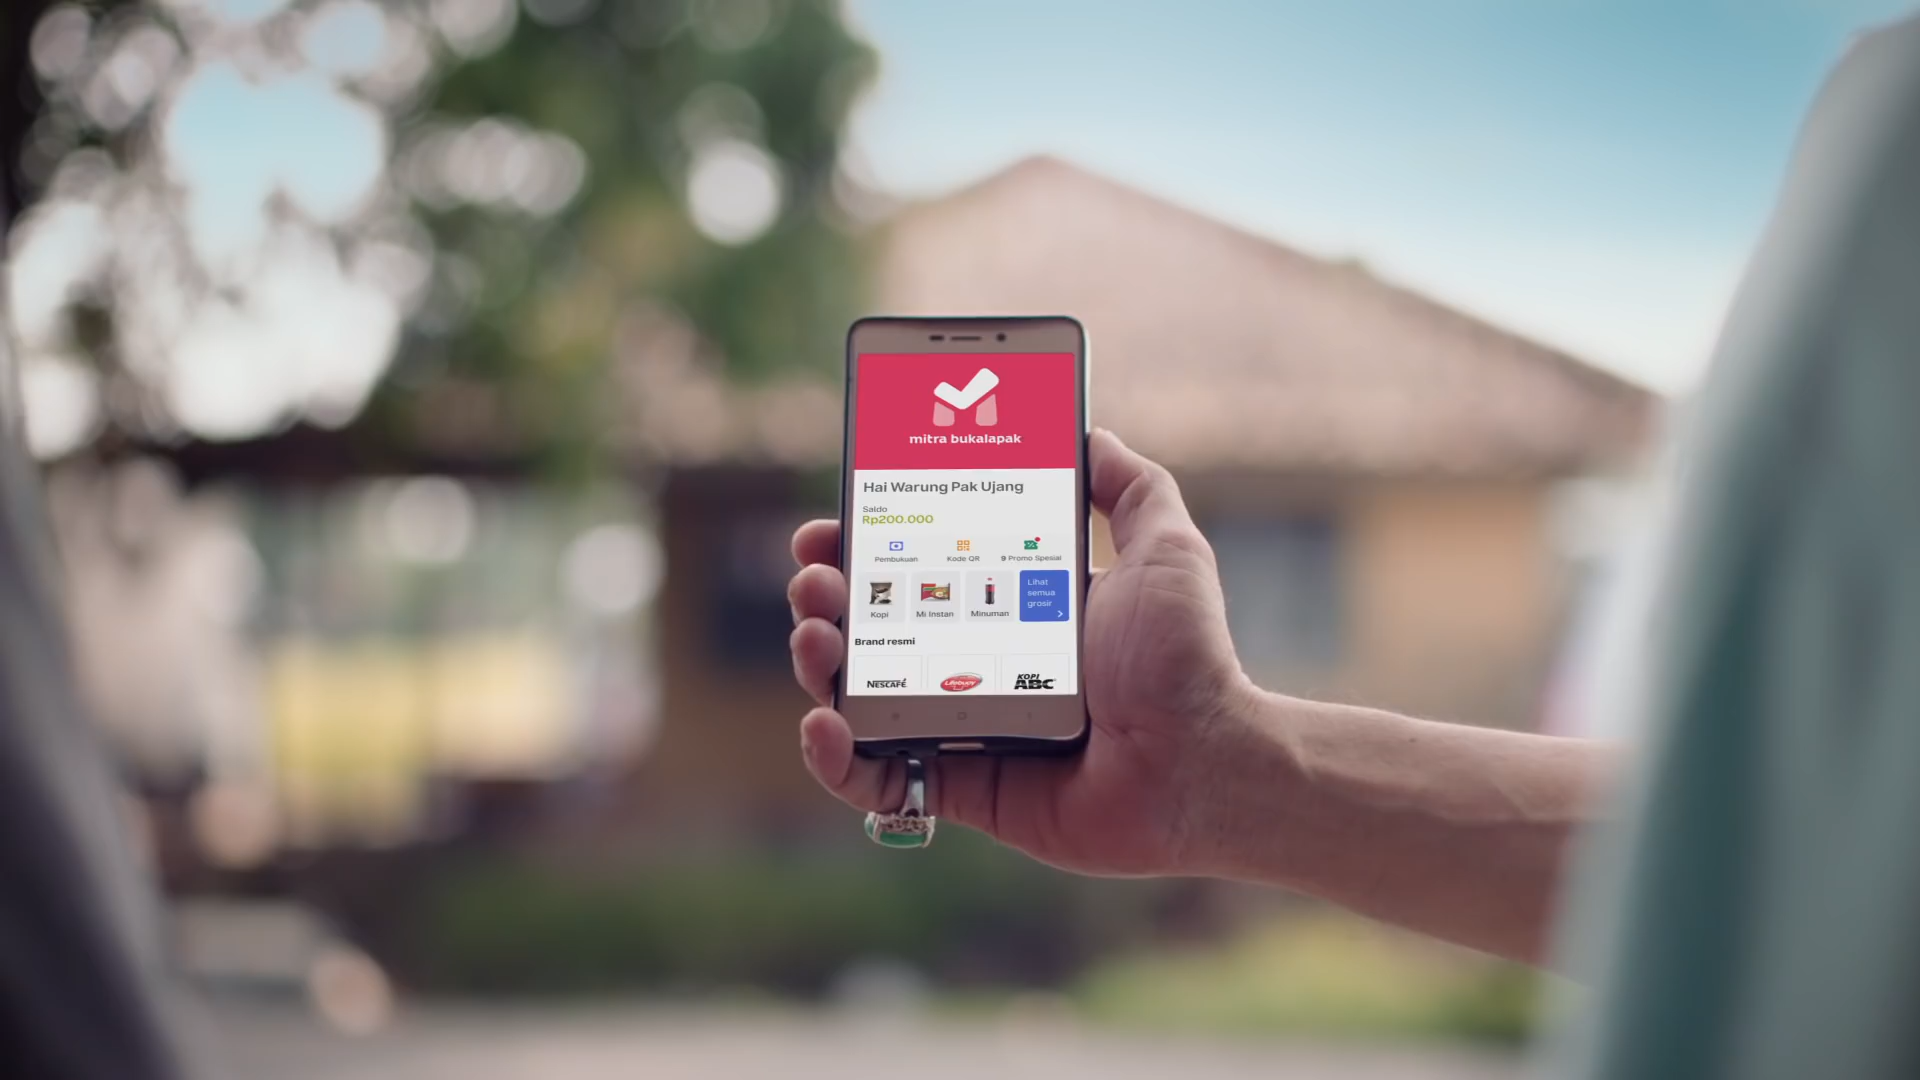 mitra bukalapak
Hai Warung Pak Ujang
Saldo
Rp200.000
Pembukuan
Kode QR
9 Promo Spesial
Kopi
Mi Instan
Minuman
Lihat
semua
grosir
Brand resmi
NESCAFÉ
Lifebuoy
KOPI
ABC